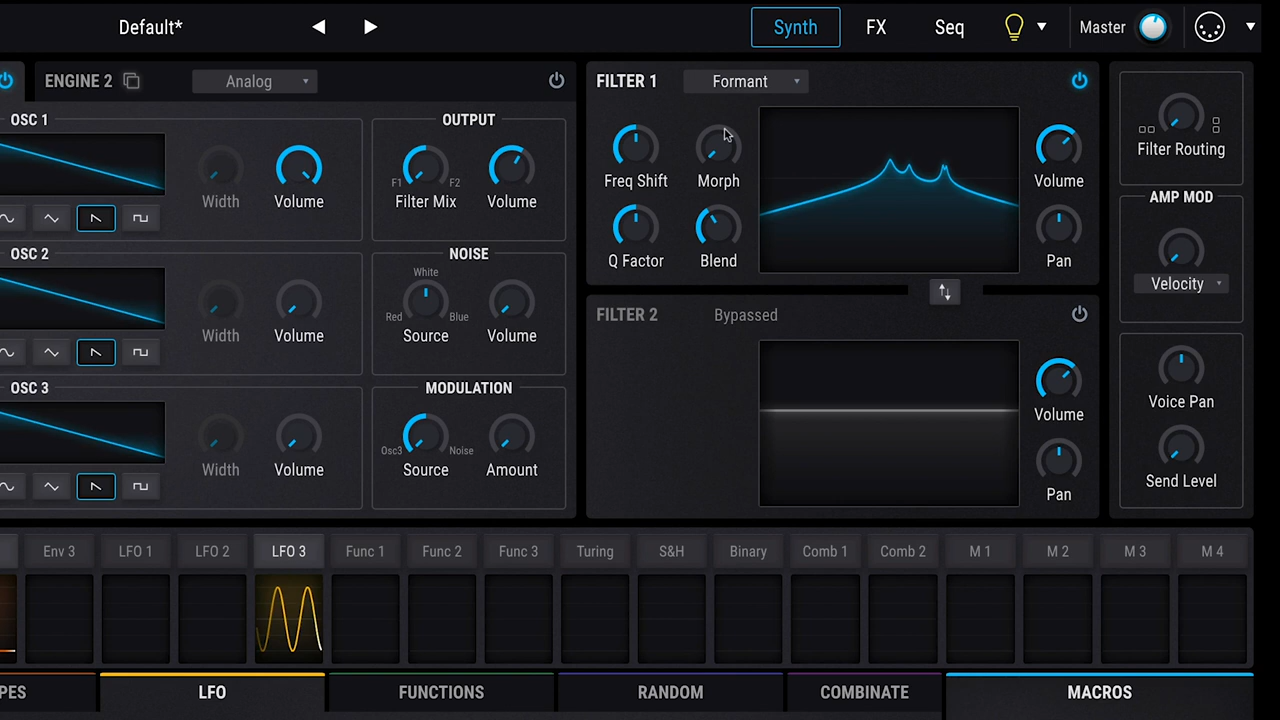 Default*
Synth
FX
Seq
Master
ENGINE 2
Analog
OSC 1
Width
Volume
OUTPUT
F1
F2
Filter Mix
Volume
OSC 2
Width
Volume
NOISE
White
Red
Blue
Source
Volume
OSC 3
Width
Volume
MODULATION
Osc3
Noise
Source
Amount
FILTER 1
Formant
Freq Shift
Morph
Q Factor
Blend
Volume
Pan
FILTER 2
Bypassed
Volume
Pan
Filter Routing
AMP MOD
Velocity
Voice Pan
Send Level
Env 3
LFO 1
LFO 2
LFO 3
Func 1
Func 2
Func 3
Turing
S&H
Binary
Comb 1
Comb 2
M 1
M 2
M 3
M 4
PES
LFO
FUNCTIONS
RANDOM
COMBINATE
MACROS